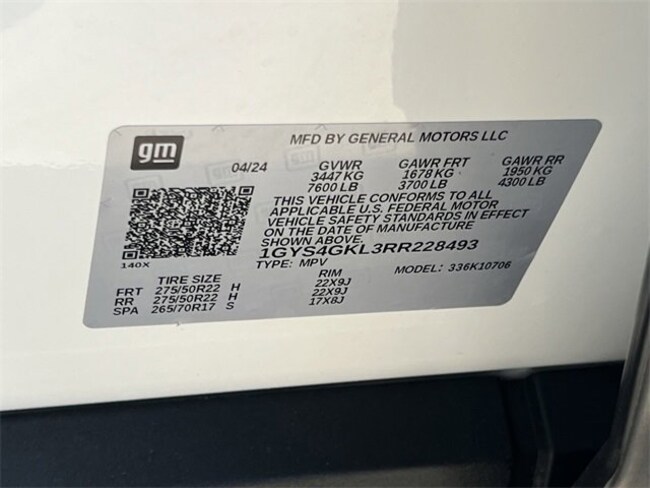 gm
MFD BY GENERAL MOTORS LLC
04/24 GVWR GAWR FRT GAWR RR
3447 KG 1678 KG 1950 KG
7600 LB 3700 LB 4300 LB
THIS VEHICLE CONFORMS TO ALL
APPLICABLE U.S. FEDERAL MOTOR
VEHICLE SAFETY STANDARDS IN EFFECT
ON THE DATE OF MANUFACTURE
SHOWN ABOVE.
1GYS4GKL3RR228493
140X
TYPE: MPV MODEL: 336K10706
TIRE SIZE RIM
FRT 275/50R22 H 22X9J
RR 275/50R22 H 22X9J
SPA 265/70R17 S 17X8J